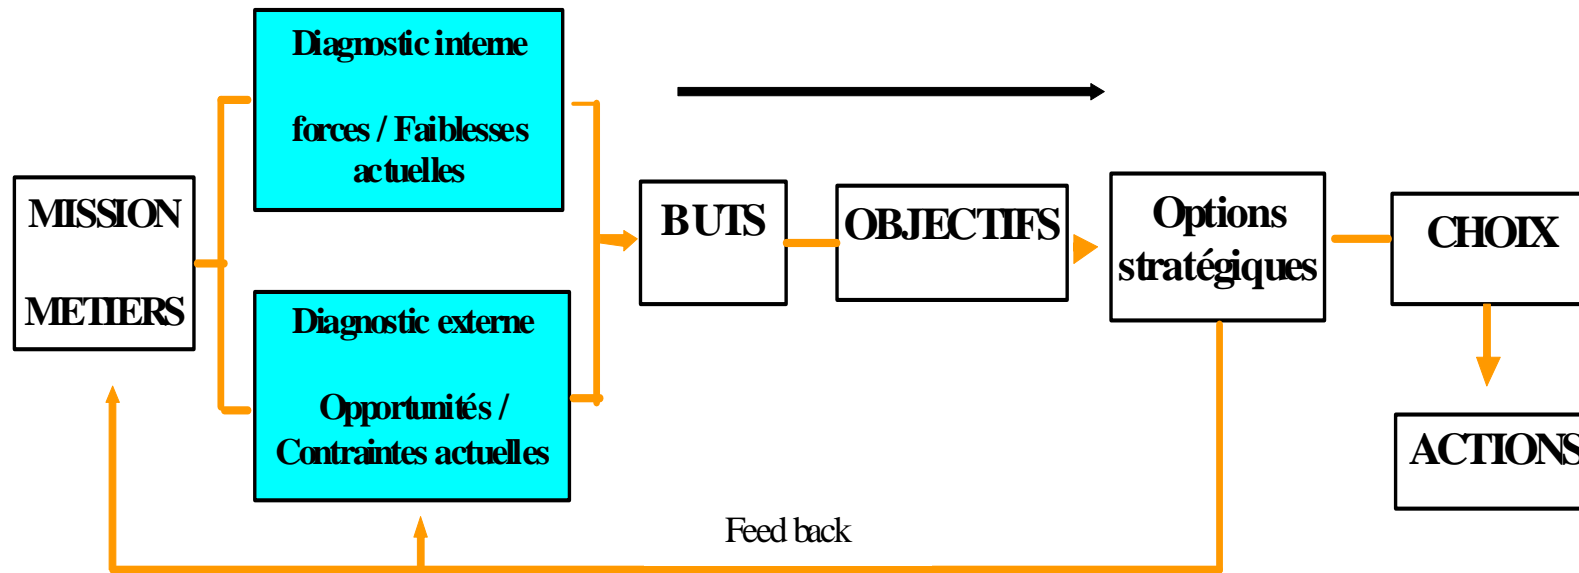 MISSION
METIERS
Diagnostic interne
forces / Faiblesses
actuelles
Diagnostic externe
Opportunités /
Contraintes actuelles
BUTS
OBJECTIFS
Options
stratégiques
CHOIX
ACTIONS
Feed back